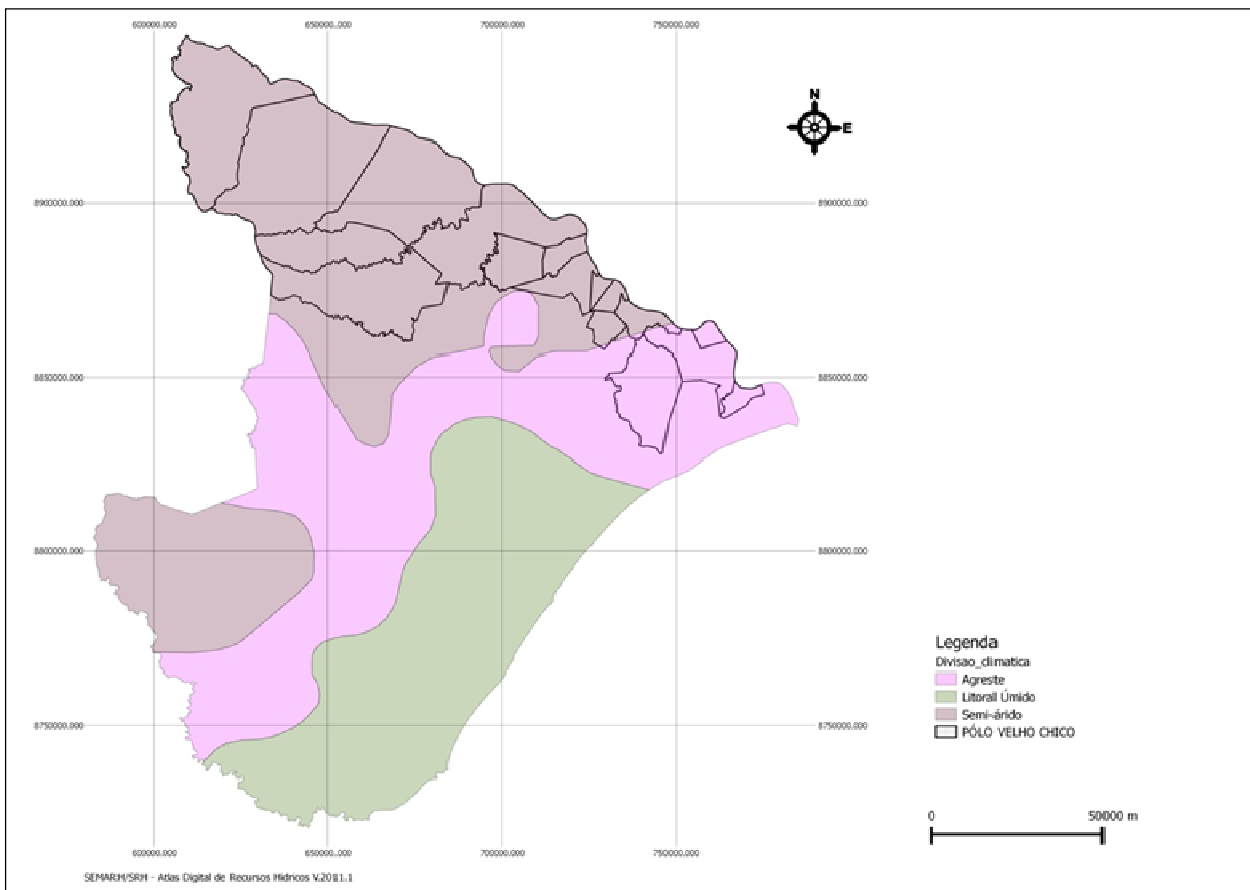 600000.000 650000.000 700000.000 750000.000
N
E
8900000.000 8900000.000
8850000.000 8850000.000
8800000.000 8800000.000
Legenda
Divisao_climatica
Agreste
Litorall Úmido
Semi-árido
PÓLO VELHO CHICO
8750000.000 8750000.000
0 50000 m
600000.000 650000.000 700000.000 750000.000
SEMARH/SRH - Atlas Digital de Recursos Hidricos V.2011.1